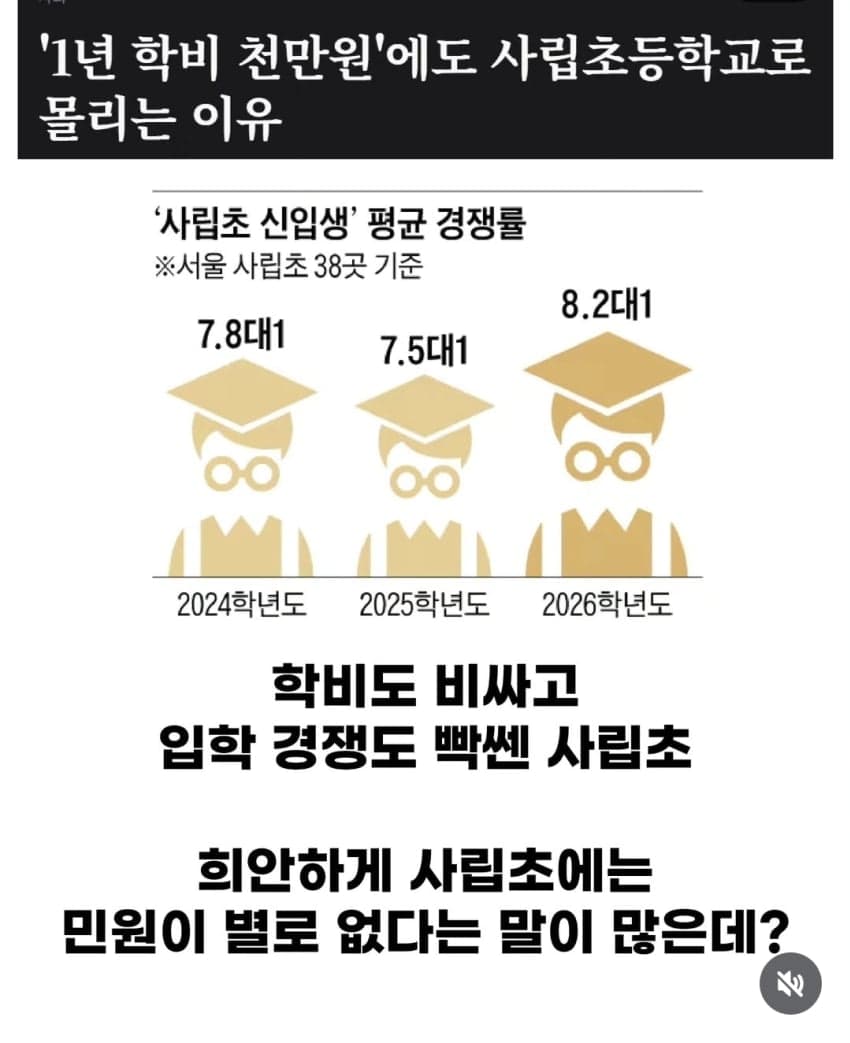 '1년 학비 천만원'에도 사립초등학교로
몰리는 이유
‘사립초 신입생’ 평균 경쟁률
※서울 사립초 38곳 기준
7.8대1
7.5대1
8.2대1
2024학년도
2025학년도
2026학년도
학비도 비싸고
입학 경쟁도 빡쎈 사립초
희안하게 사립초에는
민원이 별로 없다는 말이 많은데?